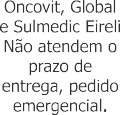 Oncovit, Global
e Sulmedic Eireli
Não atendem o
prazo de
entrega, pedido
emergencial.